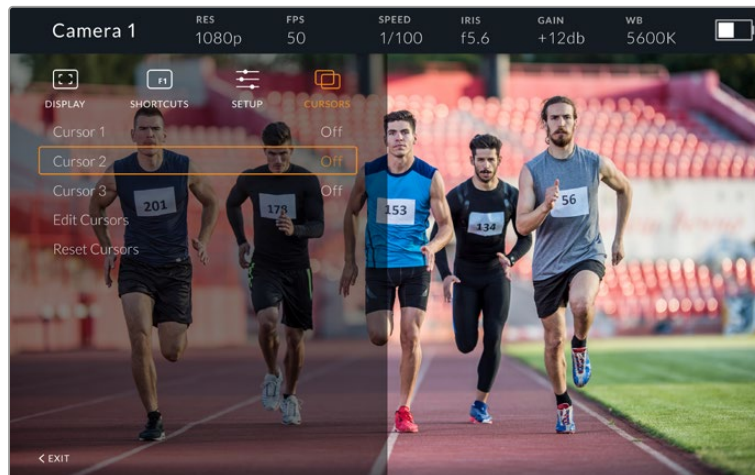 Camera 1
RES FPS SPEED IRIS GAIN WB
1080p 50 1/100 f5.6 +12db 5600K
DISPLAY SHORTCUTS SETUP CURSORS
F1
Cursor 1 Off
Cursor 2 Off
Cursor 3 Off
Edit Cursors
Reset Cursors
201 178 153 134 56
< EXIT